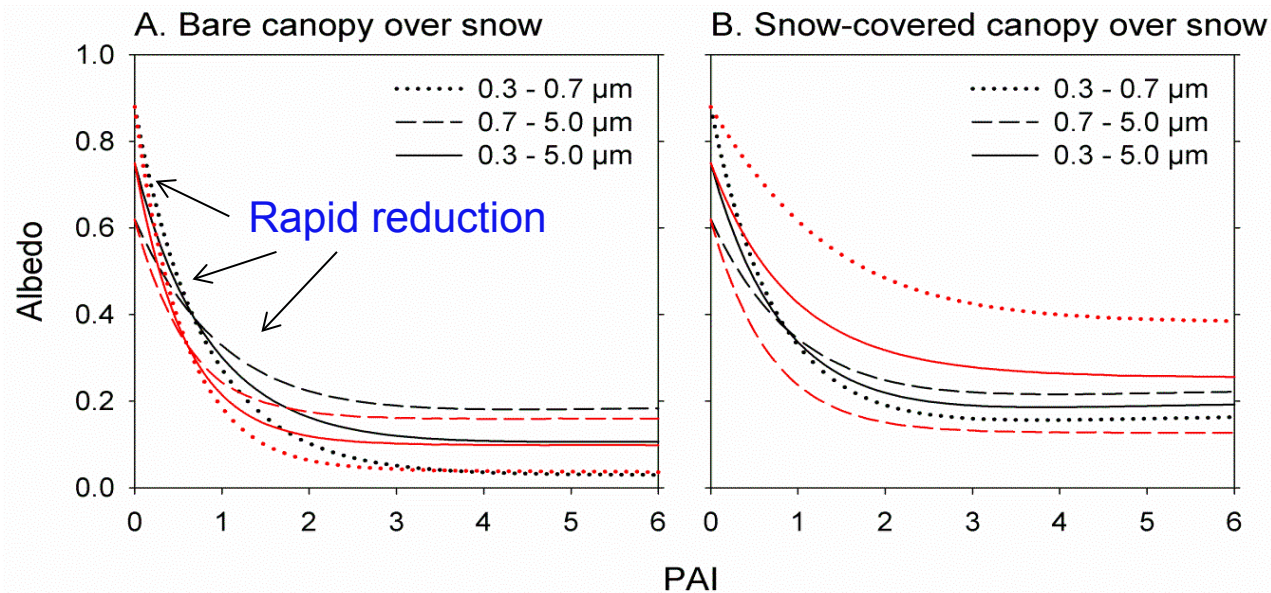 A. Bare canopy over snow
B. Snow-covered canopy over snow
1.0
0.8
0.6
0.4
0.2
0.0
Albedo
0.3 - 0.7 µm
0.7 - 5.0 µm
0.3 - 5.0 µm
Rapid reduction
0 1 2 3 4 5 6
0.3 - 0.7 µm
0.7 - 5.0 µm
0.3 - 5.0 µm
0 1 2 3 4 5 6
PAI